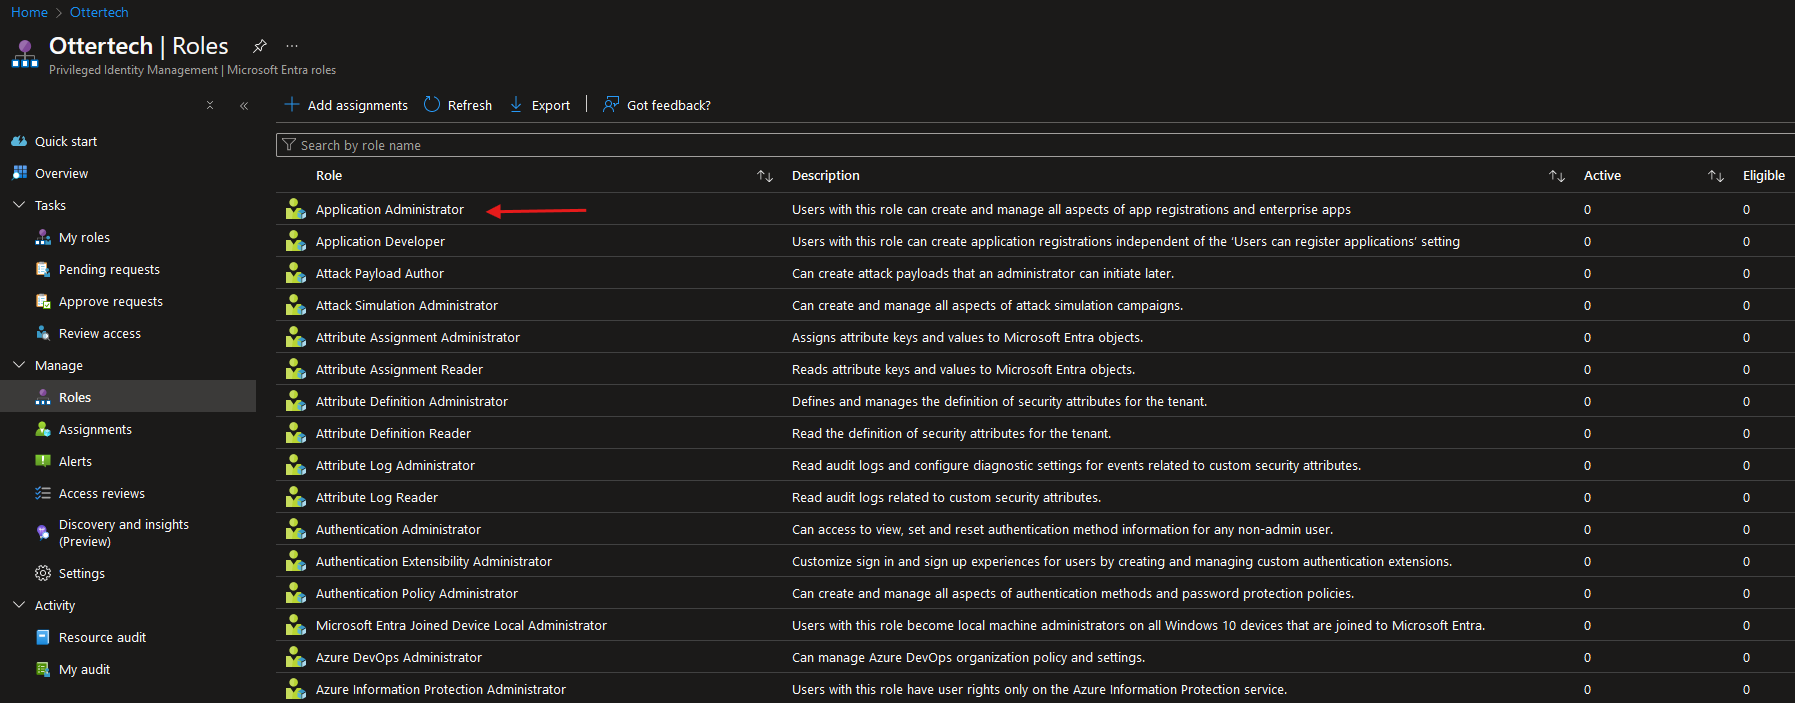 Home > Ottertech
Ottertech | Roles ...
Privileged Identity Management | Microsoft Entra roles
Add assignments Refresh Export Got feedback?
Quick start
Overview
Tasks
My roles
Pending requests
Approve requests
Review access
Manage
Roles
Assignments
Alerts
Access reviews
Discovery and insights
(Preview)
Settings
Activity
Resource audit
My audit
Search by role name
Role Description Active Eligible
Application Administrator Users with this role can create and manage all aspects of app registrations and enterprise apps 0 0
Application Developer Users with this role can create application registrations independent of the 'Users can register applications' setting 0 0
Attack Payload Author Can create attack payloads that an administrator can initiate later. 0 0
Attack Simulation Administrator Can create and manage all aspects of attack simulation campaigns. 0 0
Attribute Assignment Administrator Assigns attribute keys and values to Microsoft Entra objects. 0 0
Attribute Assignment Reader Reads attribute keys and values to Microsoft Entra objects. 0 0
Attribute Definition Administrator Defines and manages the definition of security attributes for the tenant. 0 0
Attribute Definition Reader Read the definition of security attributes for the tenant. 0 0
Attribute Log Administrator Read audit logs and configure diagnostic settings for events related to custom security attributes. 0 0
Attribute Log Reader Read audit logs related to custom security attributes. 0 0
Authentication Administrator Can access to view, set and reset authentication method information for any non-admin user. 0 0
Authentication Extensibility Administrator Customize sign in and sign up experiences for users by creating and managing custom authentication extensions. 0 0
Authentication Policy Administrator Can create and manage all aspects of authentication methods and password protection policies. 0 0
Microsoft Entra Joined Device Local Administrator Users with this role become local machine administrators on all Windows 10 devices that are joined to Microsoft Entra. 0 0
Azure DevOps Administrator Can manage Azure DevOps organization policy and settings. 0 0
Azure Information Protection Administrator Users with this role have user rights only on the Azure Information Protection service. 0 0